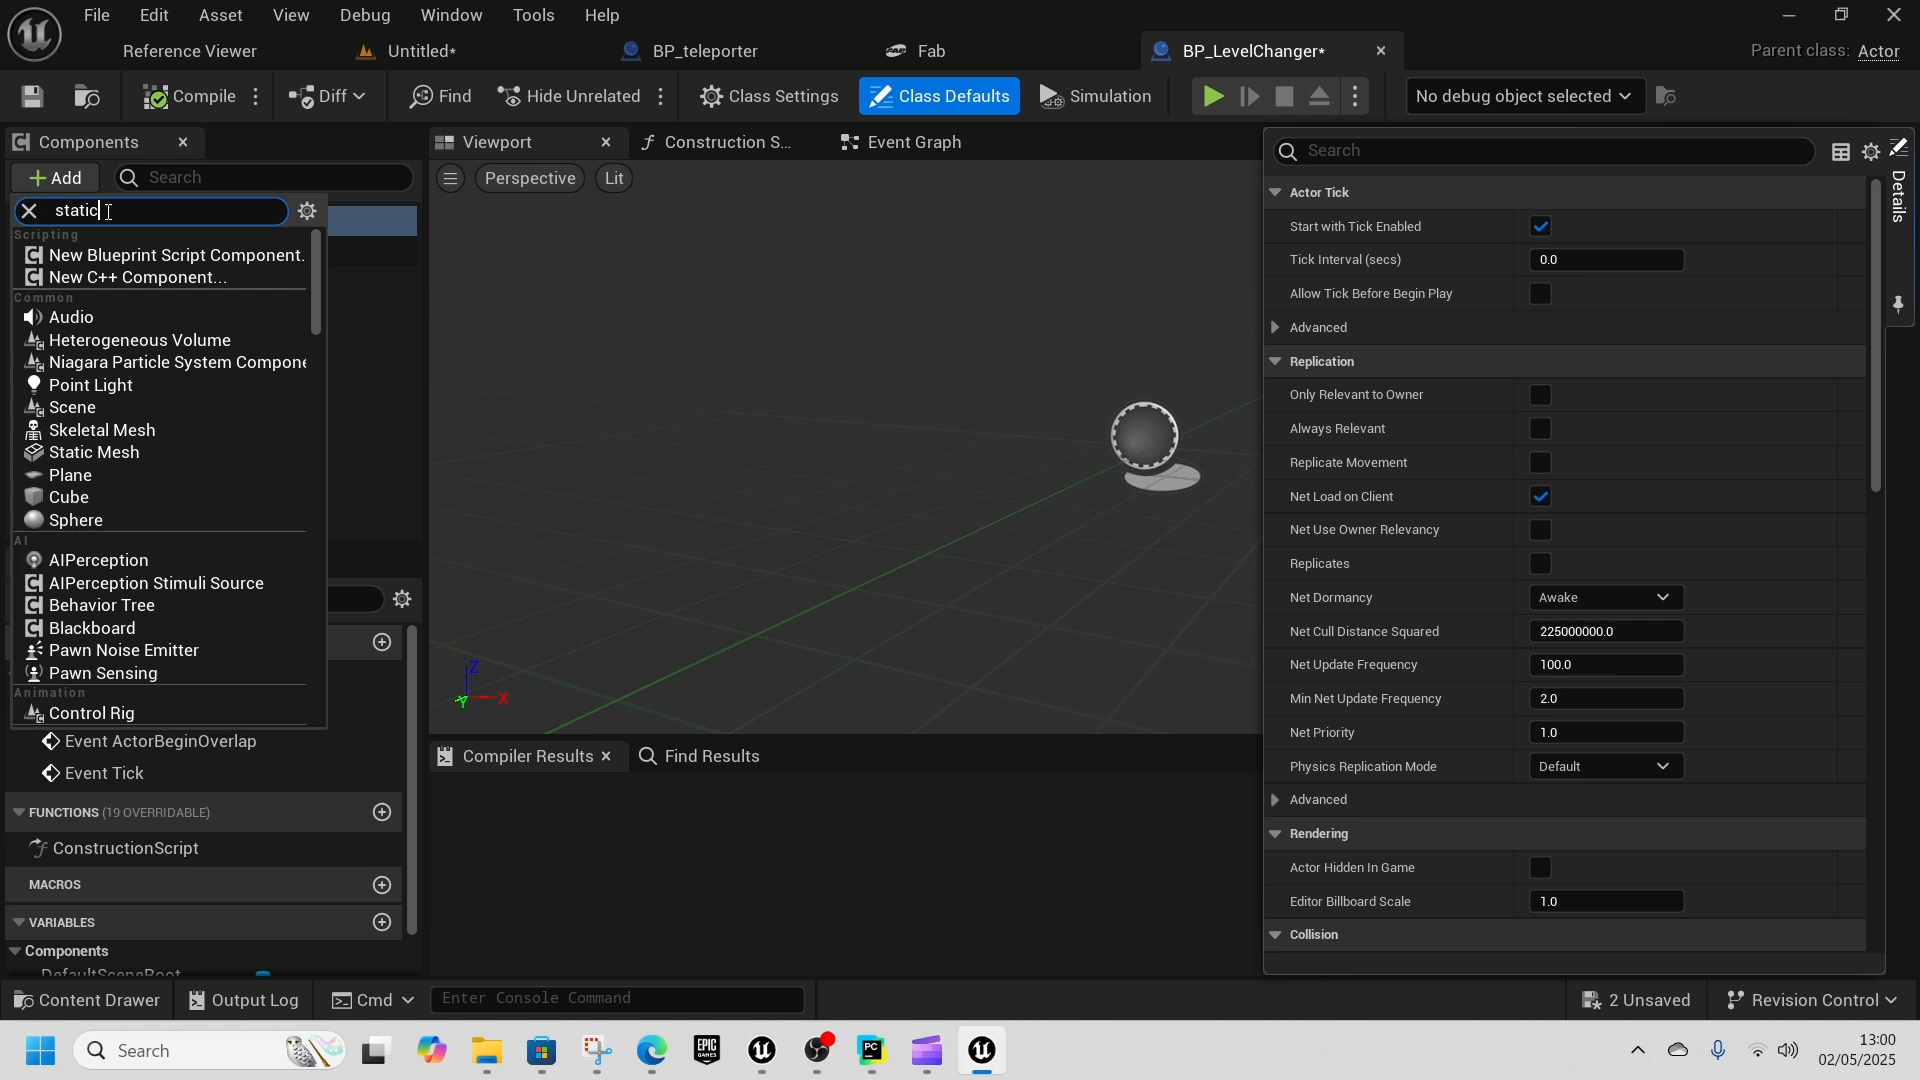 File Edit Asset View Debug Window Tools Help
Reference Viewer Untitled* BP_teleporter Fab BP_LevelChanger* Parent class: Actor
Compile Diff Find Hide Unrelated Class Settings Class Defaults Simulation No debug object selected
Components Viewport Construction S... Event Graph
Add Search Perspective Lit Search
static
Scripting
New Blueprint Script Component.
New C++ Component...
Common
Audio
Heterogeneous Volume
Niagara Particle System Compone
Point Light
Scene
Skeletal Mesh
Static Mesh
Plane
Cube
Sphere
AI
AIPerception
AIPerception Stimuli Source
Behavior Tree
Blackboard
Pawn Noise Emitter
Pawn Sensing
Animation
Control Rig
Event ActorBeginOverlap
Event Tick
FUNCTIONS (19 OVERRIDABLE)
ConstructionScript
MACROS
VARIABLES
Components
DefaultSceneRoot
Z
Y X
Compiler Results Find Results
Details
Actor Tick
Start with Tick Enabled
Tick Interval (secs) 0.0
Allow Tick Before Begin Play
Advanced
Replication
Only Relevant to Owner
Always Relevant
Replicate Movement
Net Load on Client
Net Use Owner Relevancy
Replicates
Net Dormancy Awake
Net Cull Distance Squared 225000000.0
Net Update Frequency 100.0
Min Net Update Frequency 2.0
Net Priority 1.0
Physics Replication Mode Default
Advanced
Rendering
Actor Hidden In Game
Editor Billboard Scale 1.0
Collision
Content Drawer Output Log Cmd Enter Console Command 2 Unsaved Revision Control
Search EPIC GAMES PC 13:00
02/05/2025